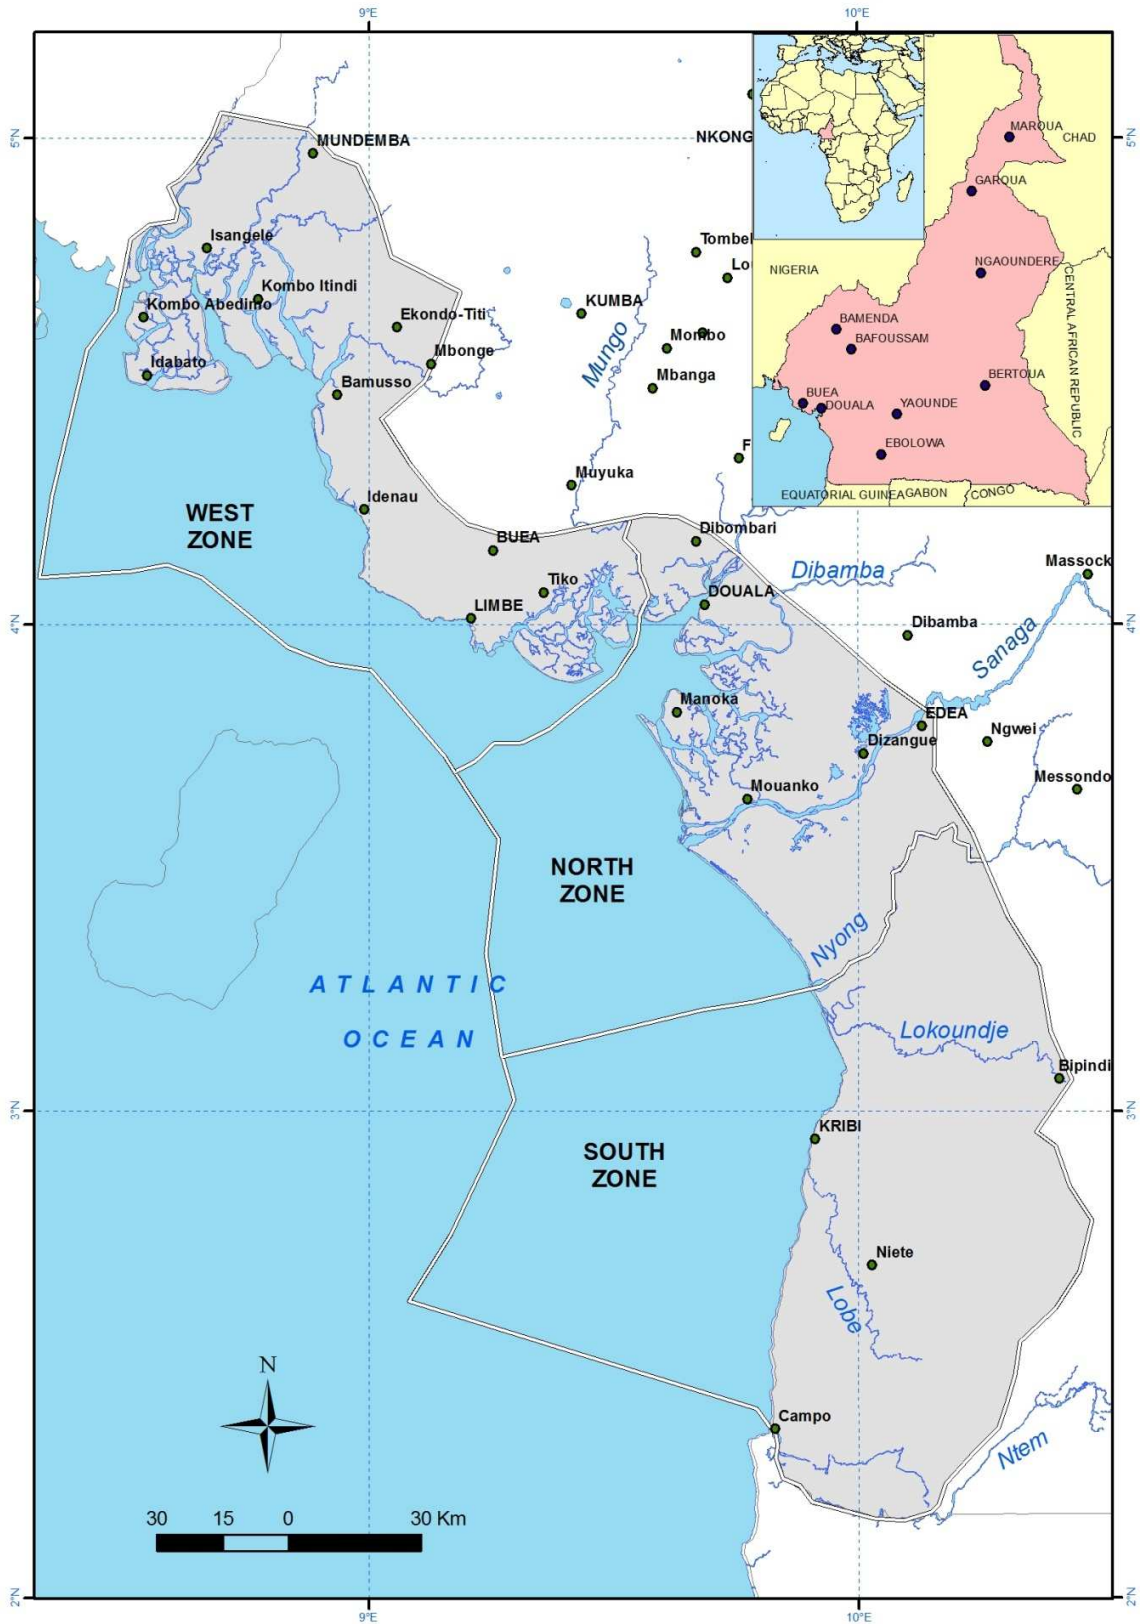 9°E
10°E
5°N
5°N
MUNDEMBA
NKONG
MAROUA
CHAD
GAROUA
Isangele
Tombel
NIGERIA
NGAOUNDERE
CENTRAL AFRICAN REPUBLIC
Kombo Itindi
Kombo Abedimo
Ekondo-Titi
KUMBA
Mungo
Mombo
BAMENDA
BAFOUSSAM
Idabato
Mbonge
Bamusso
Mbanga
BERTOUA
BUEA
DOUALA
YAOUNDE
EBOLOWA
EQUATORIAL GUINEA
GABON
CONGO
Muyuka
Idenau
WEST
ZONE
BUEA
Dibombari
Dibamba
Massock
Tiko
DOUALA
LIMBE
4°N
4°N
Dibamba
Sanaga
Manoka
EDEA
Ngwei
Dizangue
Messondo
Mouanko
NORTH
ZONE
Nyong
ATLANTIC
OCEAN
Lokoundje
Bipindi
3°N
3°N
KRIBI
SOUTH
ZONE
Niete
Lobe
N
Campo
Ntem
30 15 0 30 Km
2°N
2°N
9°E
10°E